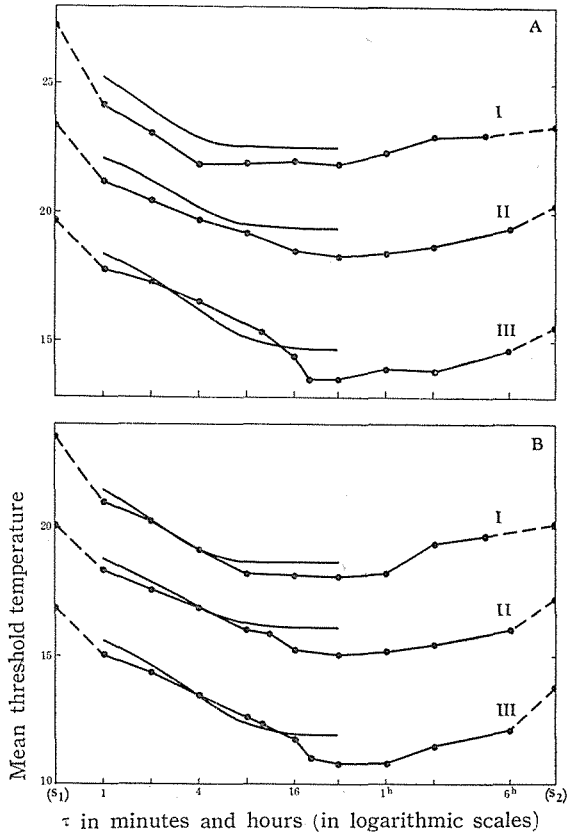 A
25
I
20
II
15
III
B
20
I
15
II
III
10
Mean threshold temperature
(S₁) 1 4 16 1ʰ 6ʰ (S₂)
τ in minutes and hours (in logarithmic scales)